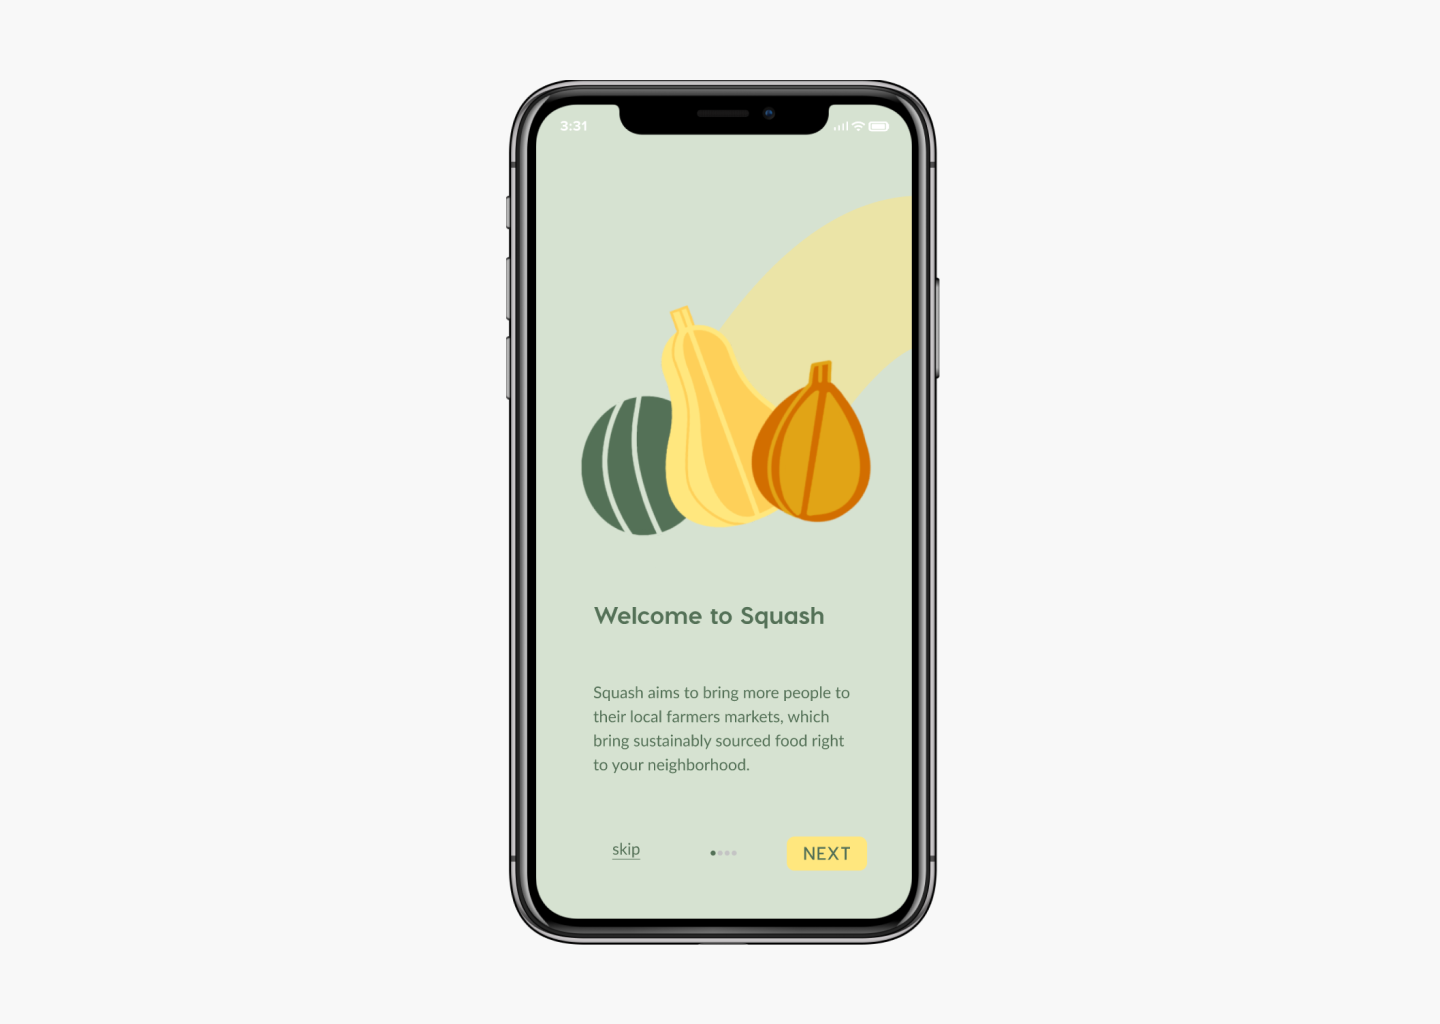 3:31
Welcome to Squash
Squash aims to bring more people to
their local farmers markets, which
bring sustainably sourced food right
to your neighborhood.
skip
NEXT